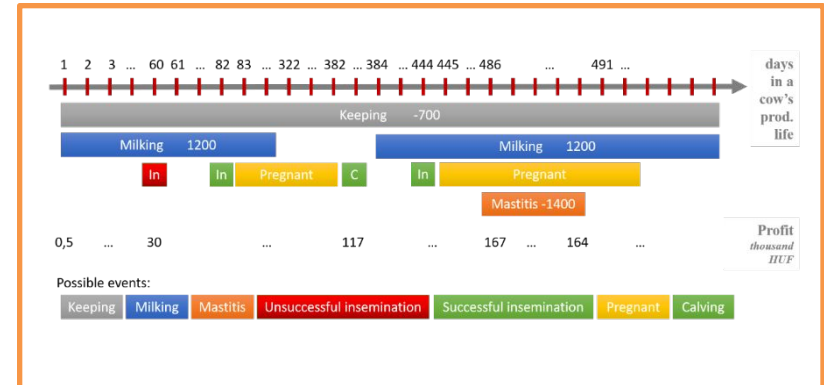 1 2 3 ... 60 61 ... 82 83 ... 322 ... 382 ... 384 ... 444 445 ... 486 ... 491 ...
days
in a
cow's
prod.
life
Keeping -700
Milking 1200
Milking 1200
In
In
Pregnant
C
In
Pregnant
Mastitis -1400
0,5 ... 30 ... 117 ... 167 ... 164 ...
Profit
thousand
HUF
Possible events:
Keeping Milking Mastitis Unsuccessful insemination Successful insemination Pregnant Calving